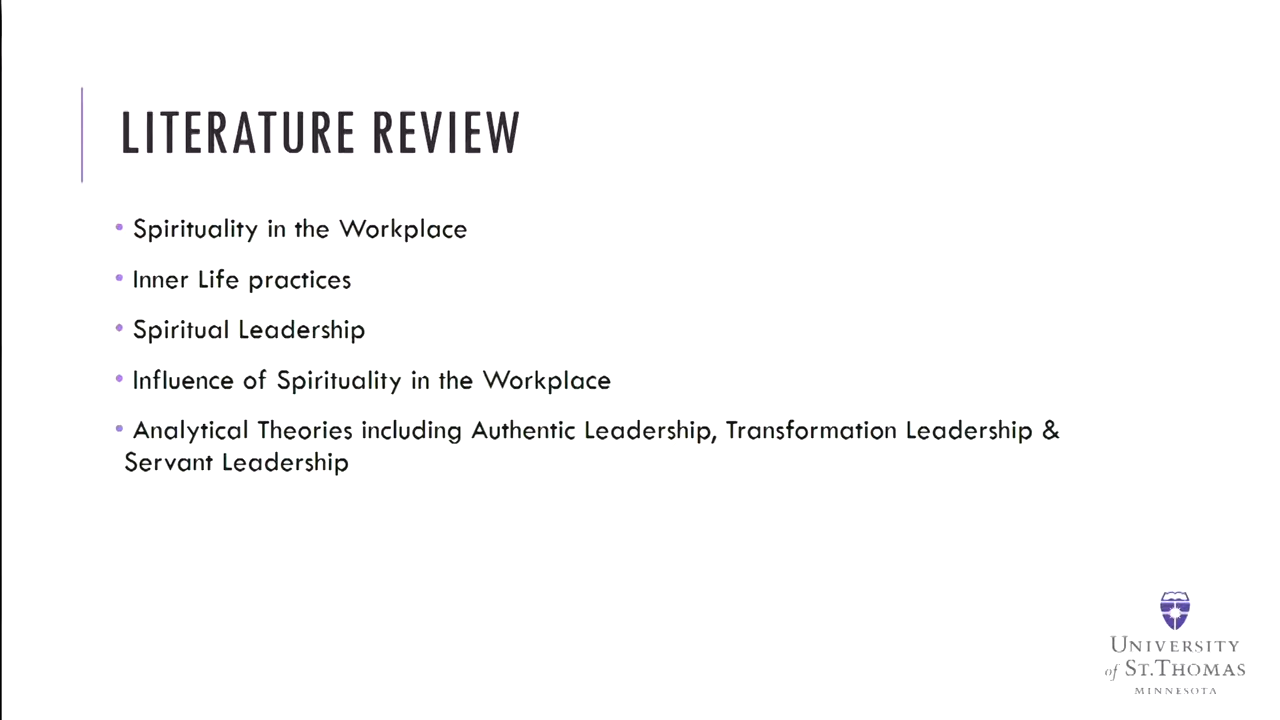 LITERATURE REVIEW
• Spirituality in the Workplace
• Inner Life practices
• Spiritual Leadership
• Influence of Spirituality in the Workplace
• Analytical Theories including Authentic Leadership, Transformation Leadership &
Servant Leadership
UNIVERSITY
of ST. THOMAS
MINNESOTA